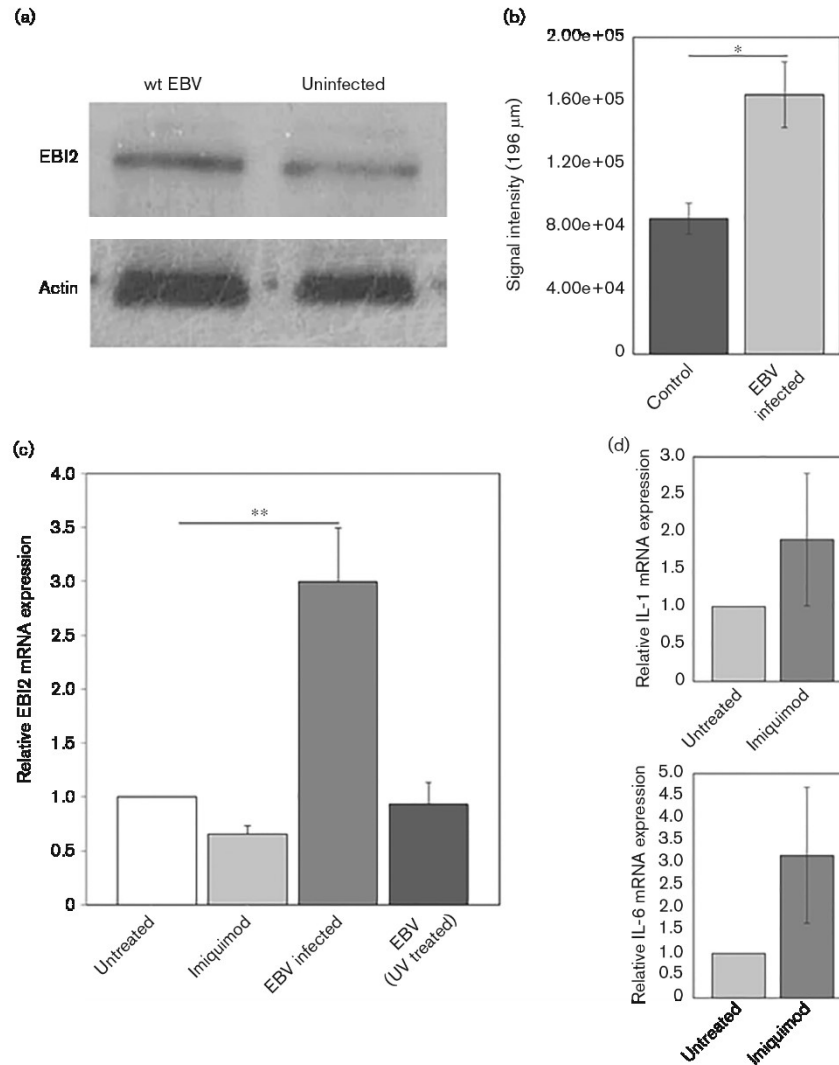 (a)
wt EBV Uninfected
EBI2
Actin
(b)
Signal intensity (196 µm)
2.00e+05
1.60e+05
1.20e+05
8.00e+04
4.00e+04
0
*
Control
EBV
infected
(c)
Relative EBI2 mRNA expression
4.0
3.5
3.0
2.5
2.0
1.5
1.0
0.5
0
**
Untreated
Imiquimod
EBV infected
EBV
(UV treated)
(d)
Relative IL-1 mRNA expression
3.0
2.5
2.0
1.5
1.0
0.5
0
Untreated
Imiquimod
Relative IL-6 mRNA expression
5.0
4.5
4.0
3.5
3.0
2.5
2.0
1.0
0.5
0
Untreated
Imiquimod